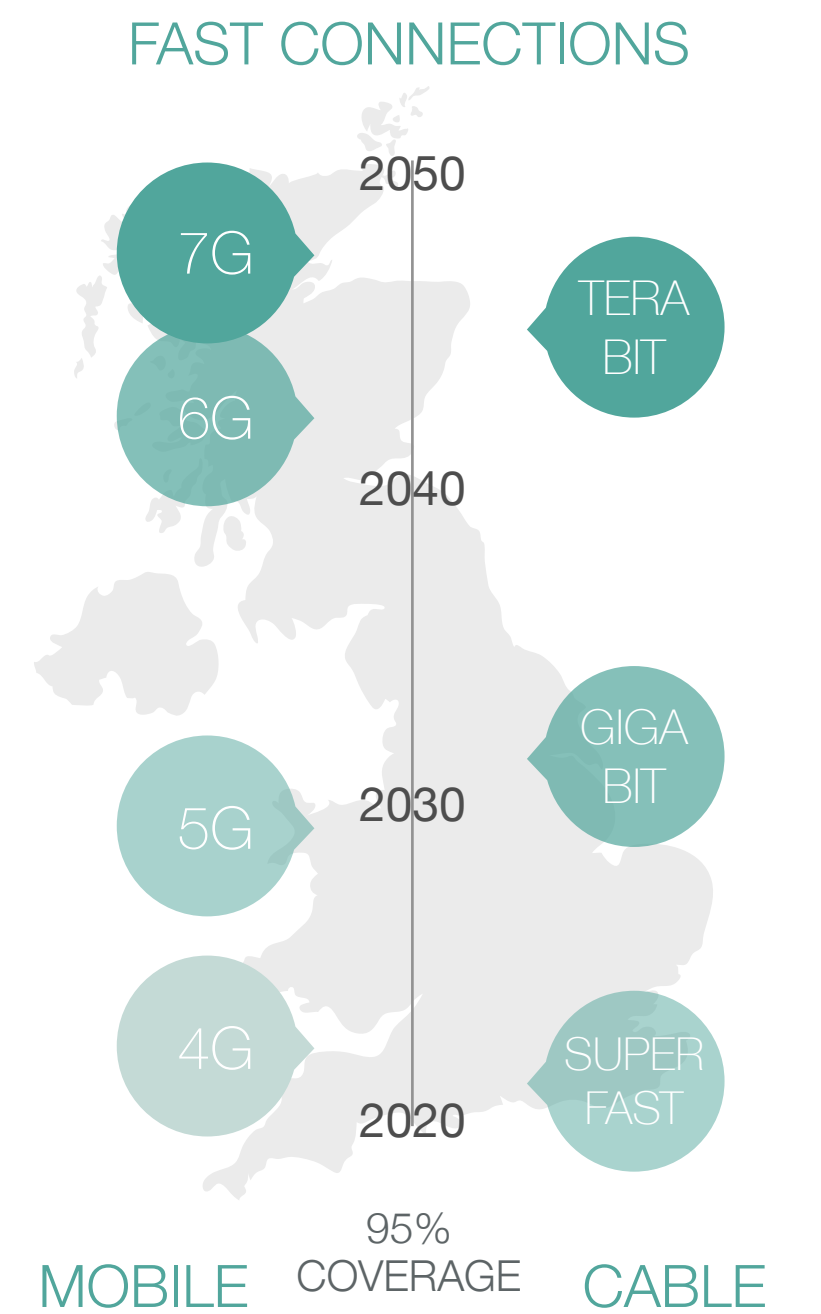 FAST CONNECTIONS
2050
7G
TERA
BIT
6G
2040
GIGA
BIT
2030
5G
4G
SUPER
FAST
2020
95%
COVERAGE
MOBILE
CABLE